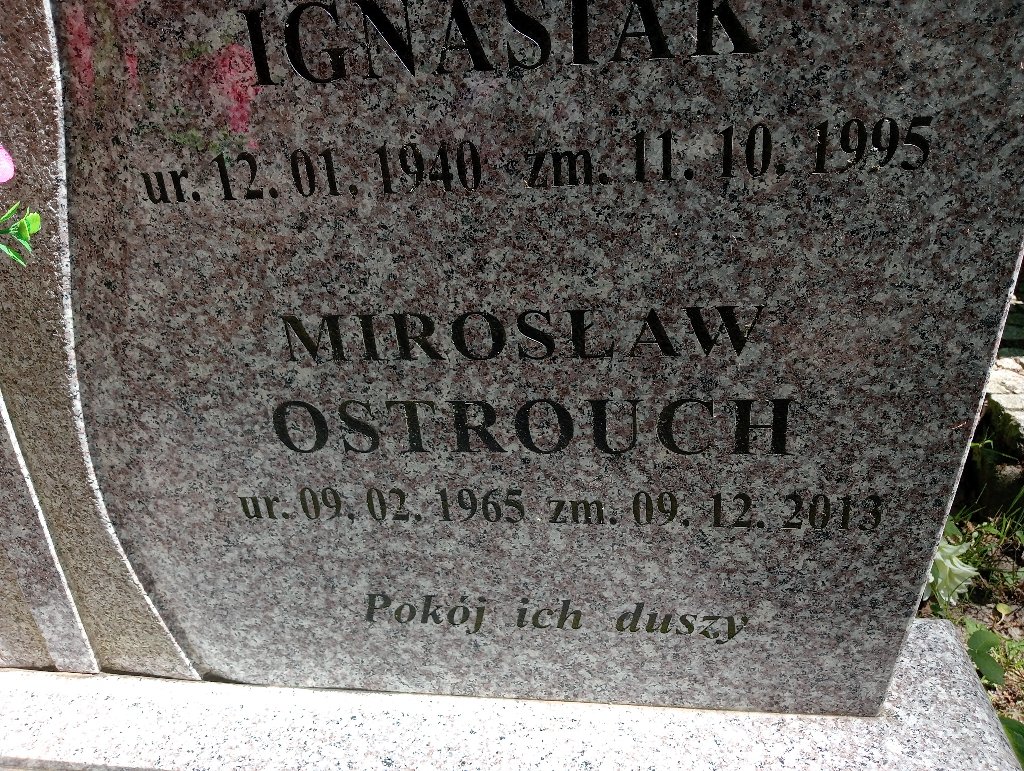 IGNASIAK
ur. 12. 01. 1940 zm. 11. 10. 1995
MIROSŁAW
OSTROUCH
ur. 09. 02. 1965 zm. 09. 12. 2013
Pokój ich duszy